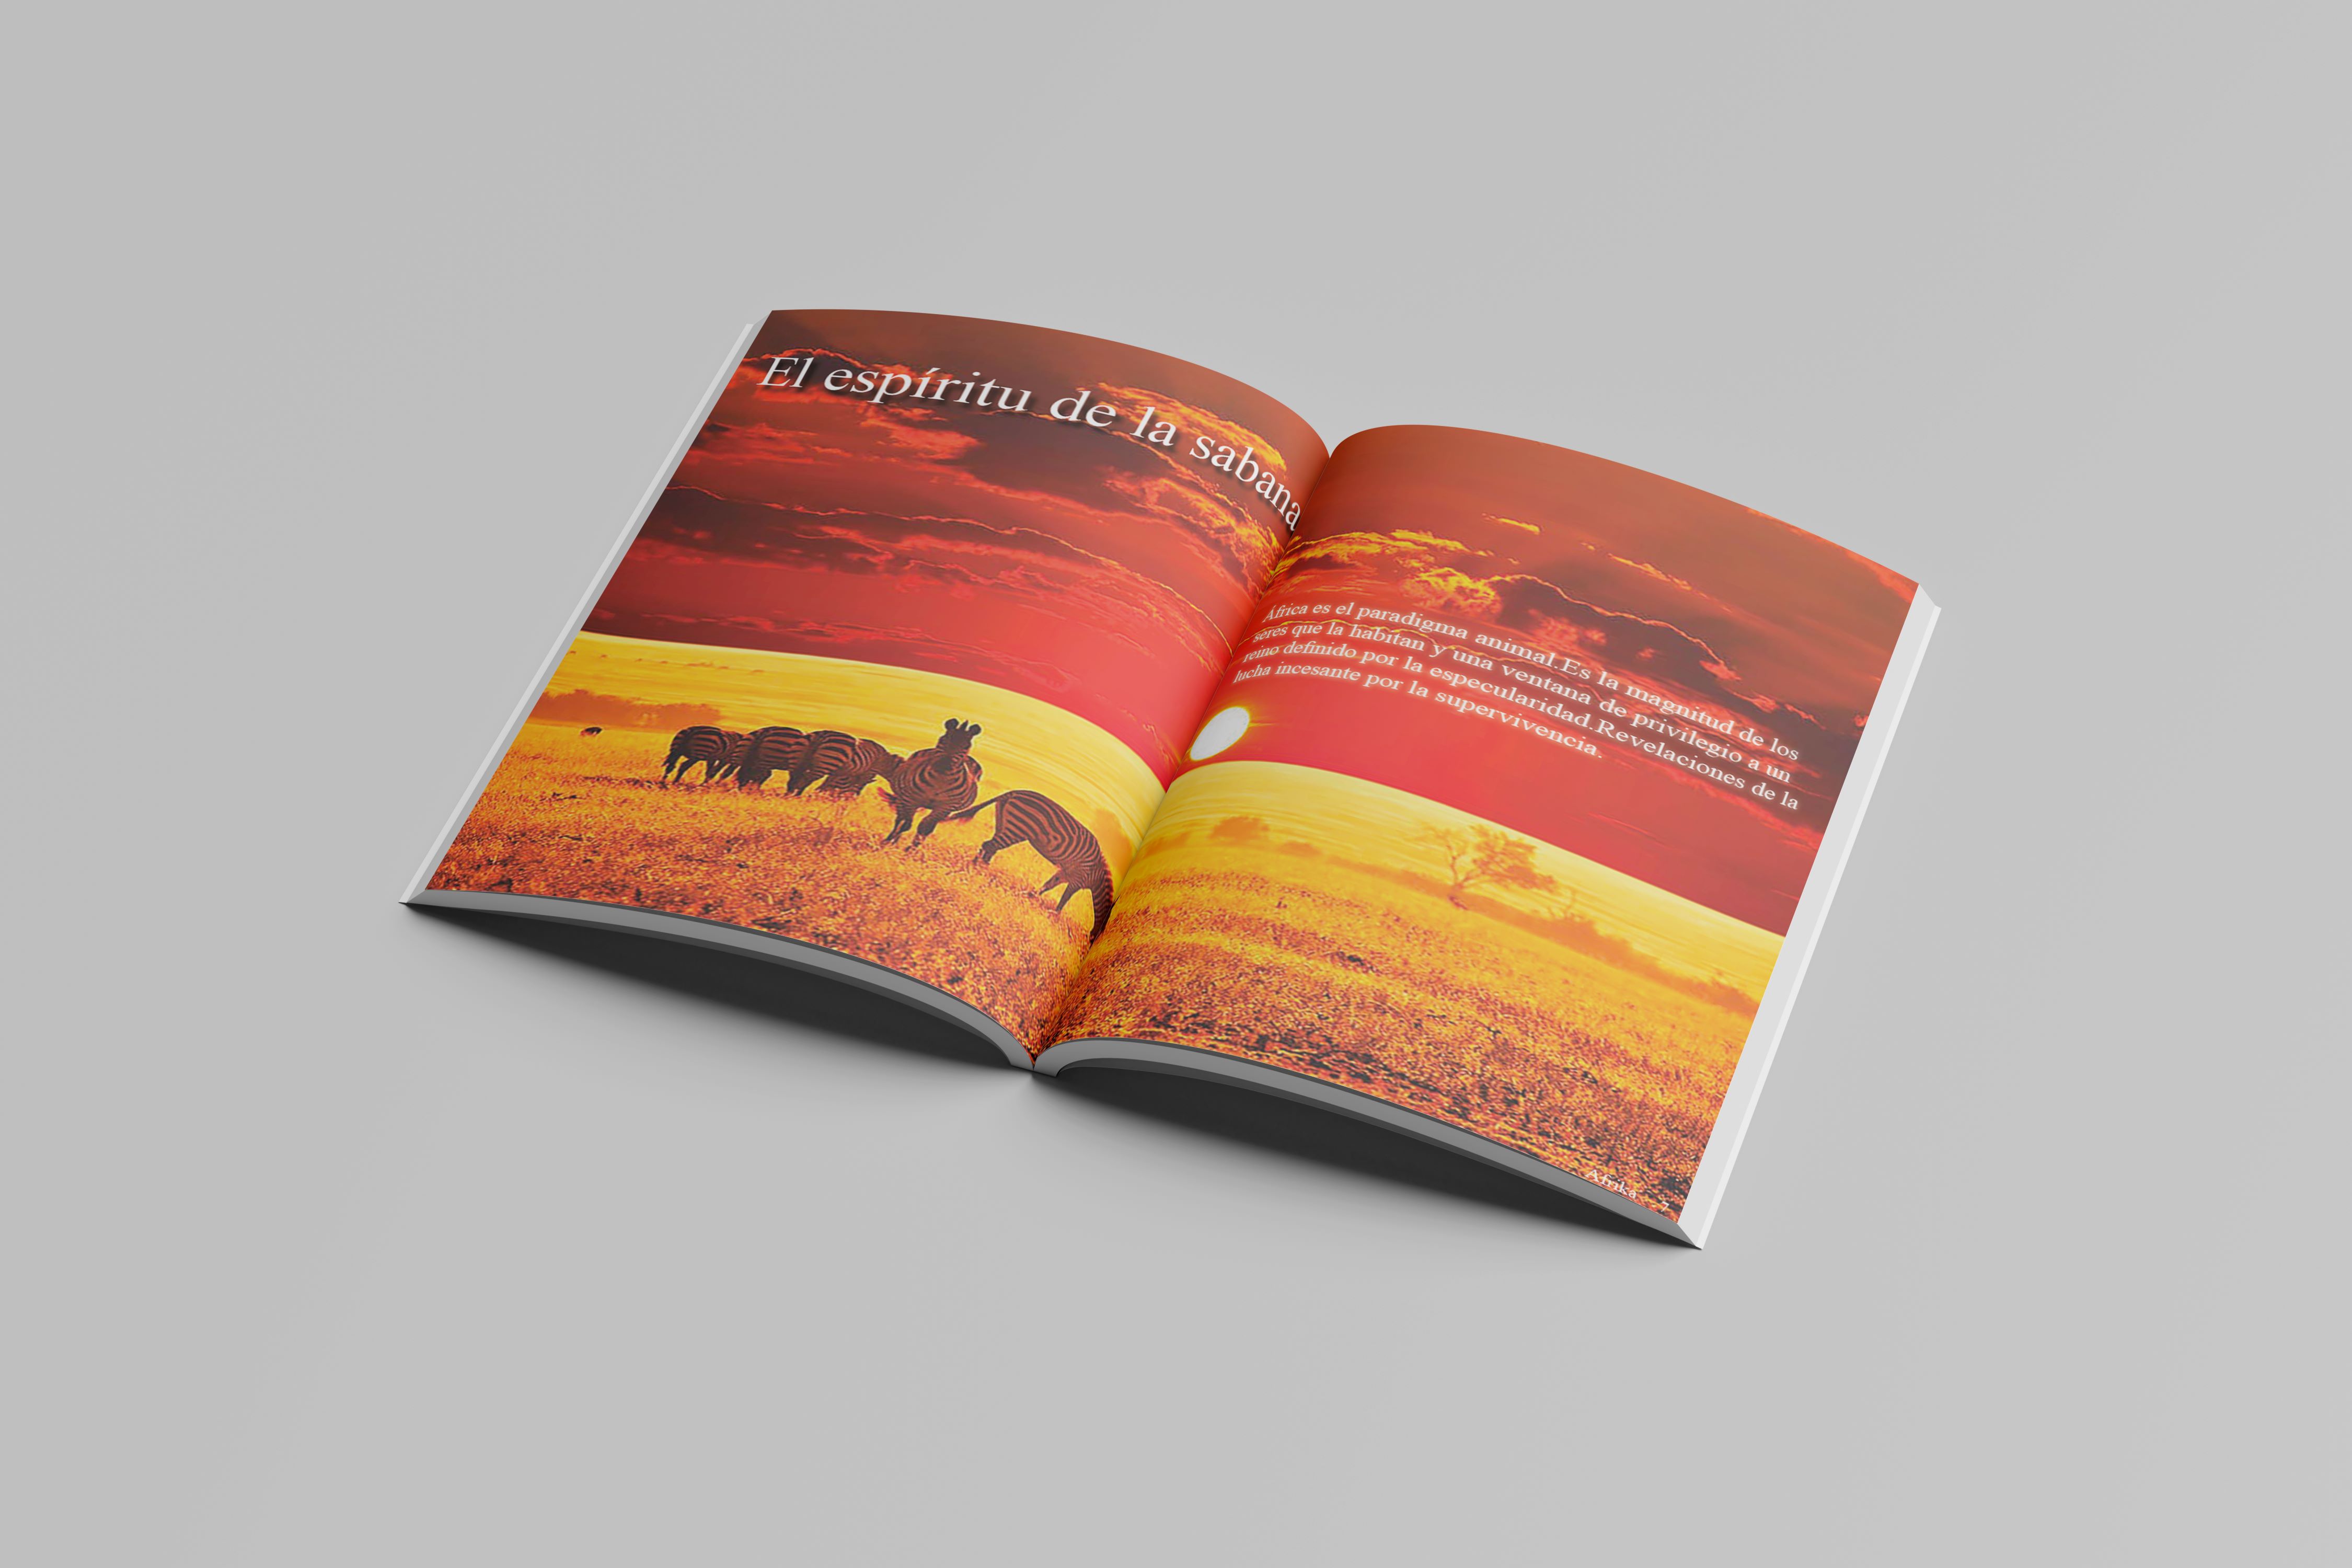 El espíritu de la sabana
África es el paradigma animal.Es la magnitud de los
seres que la habitan y una ventana de privilegio a un
reino definido por la especularidad.Revelaciones de la
lucha incesante por la supervivencia.
Afrika 7